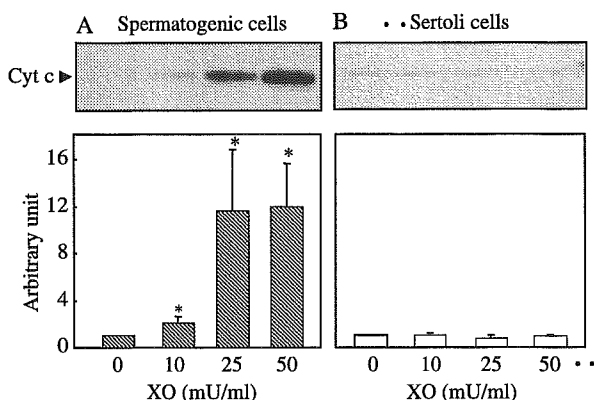 A Spermatogenic cells B Sertoli cells
Cyt c
Arbitrary unit
16
12
8
4
0
* * *
0 10 25 50 0 10 25 50
XO (mU/ml) XO (mU/ml)